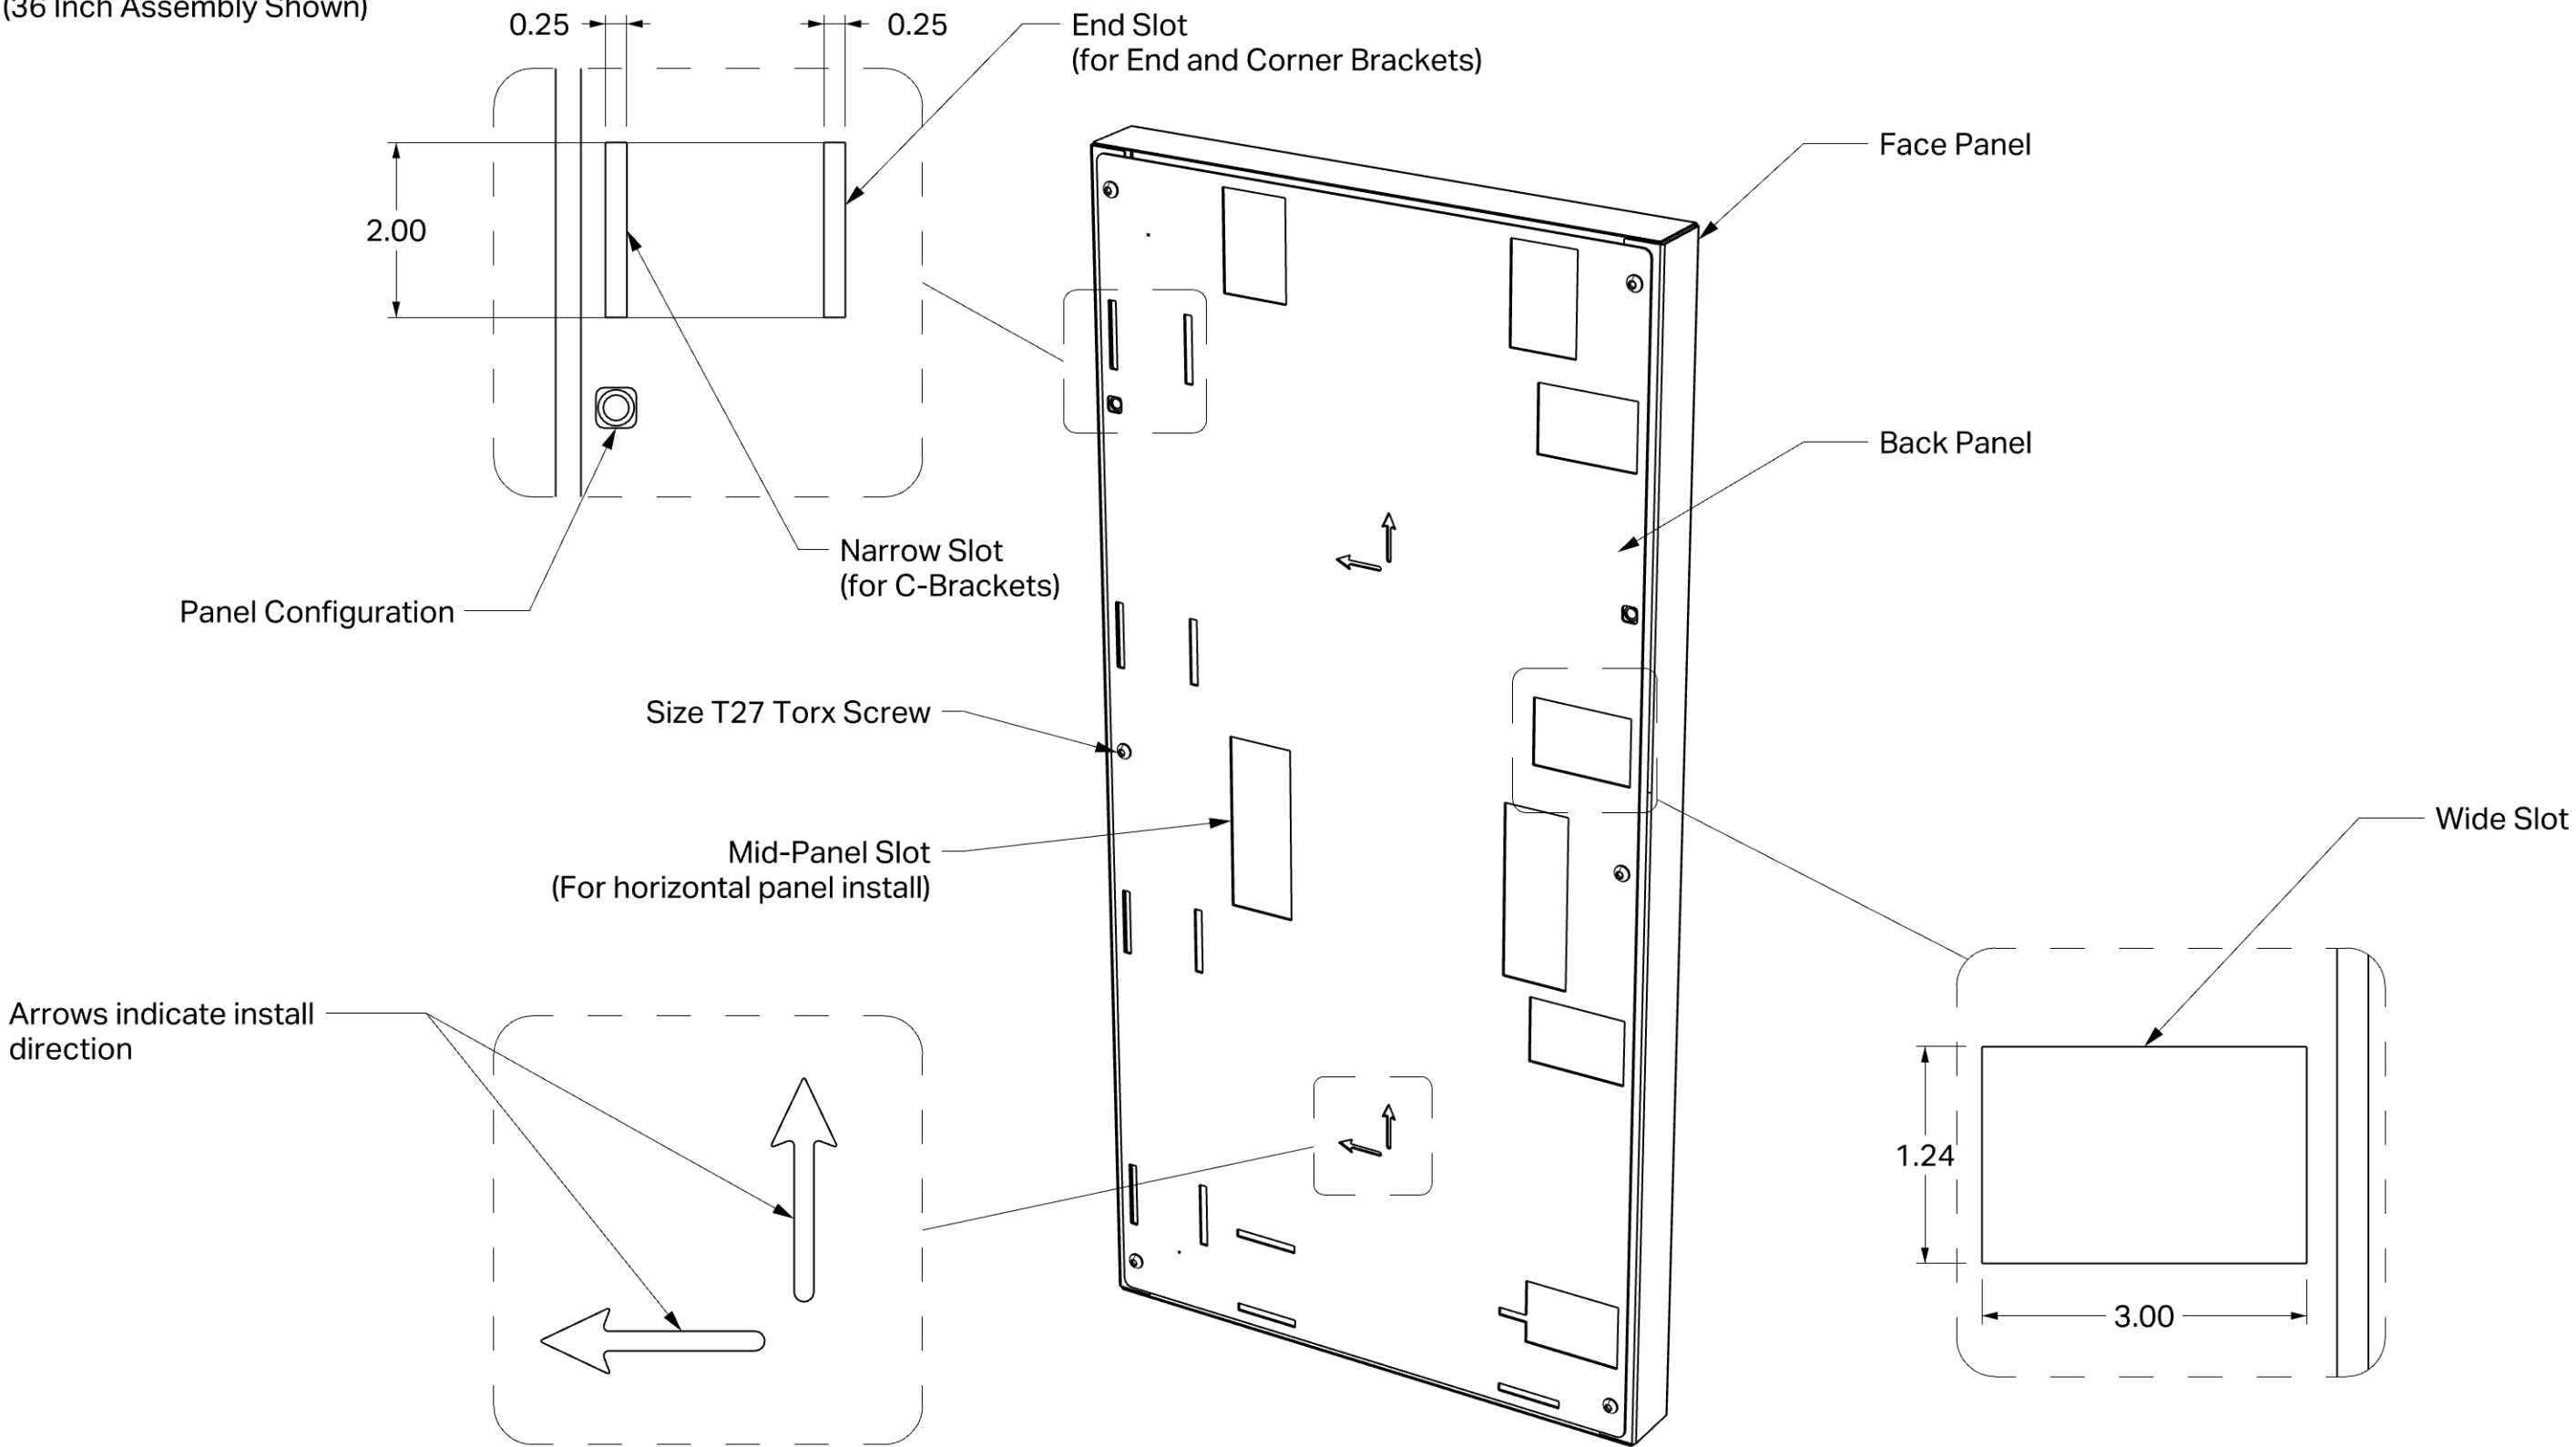 (36 Inch Assembly Shown)
0.25
0.25
End Slot
(for End and Corner Brackets)
Face Panel
2.00
Back Panel
Narrow Slot
(for C-Brackets)
Panel Configuration
Size T27 Torx Screw
Wide Slot
Mid-Panel Slot
(For horizontal panel install)
Arrows indicate install
direction
1.24
3.00